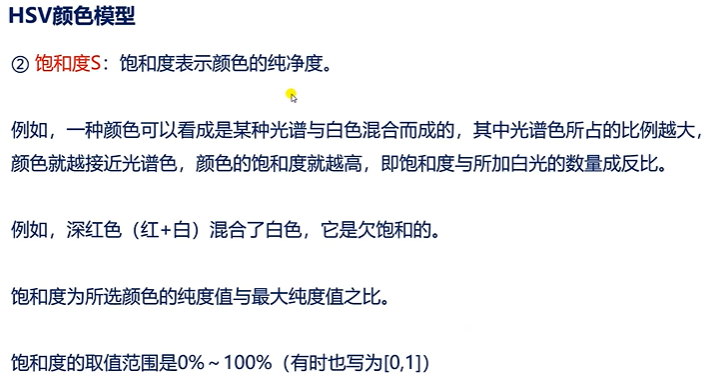 HSV颜色模型
② 饱和度S：饱和度表示颜色的纯净度。
例如，一种颜色可以看成是某种光谱与白色混合而成的，其中光谱色所占的比例越大，
颜色就越接近光谱色，颜色的饱和度就越高，即饱和度与所加白光的数量成反比。
例如，深红色（红+白）混合了白色，它是欠饱和的。
饱和度为所选颜色的纯度值与最大纯度值之比。
饱和度的取值范围是0%～100%（有时也写为[0,1]）